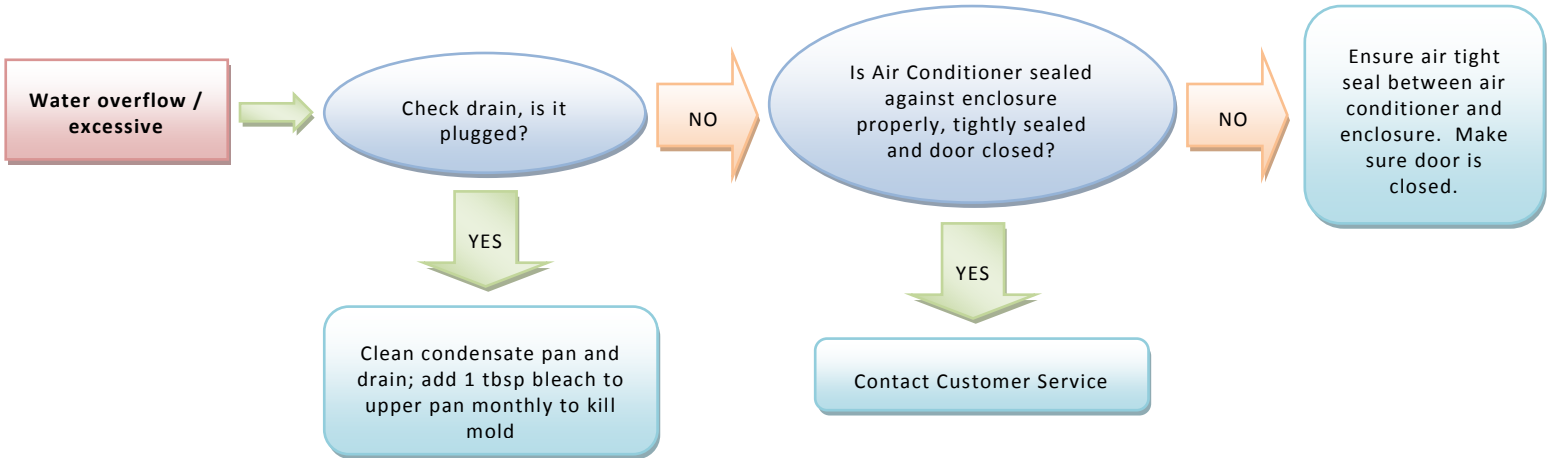 Water overflow /
excessive
Check drain, is it
plugged?
NO
Is Air Conditioner sealed
against enclosure
properly, tightly sealed
and door closed?
NO
Ensure air tight
seal between air
conditioner and
enclosure. Make
sure door is
closed.
YES
YES
Clean condensate pan and
drain; add 1 tbsp bleach to
upper pan monthly to kill
mold
Contact Customer Service